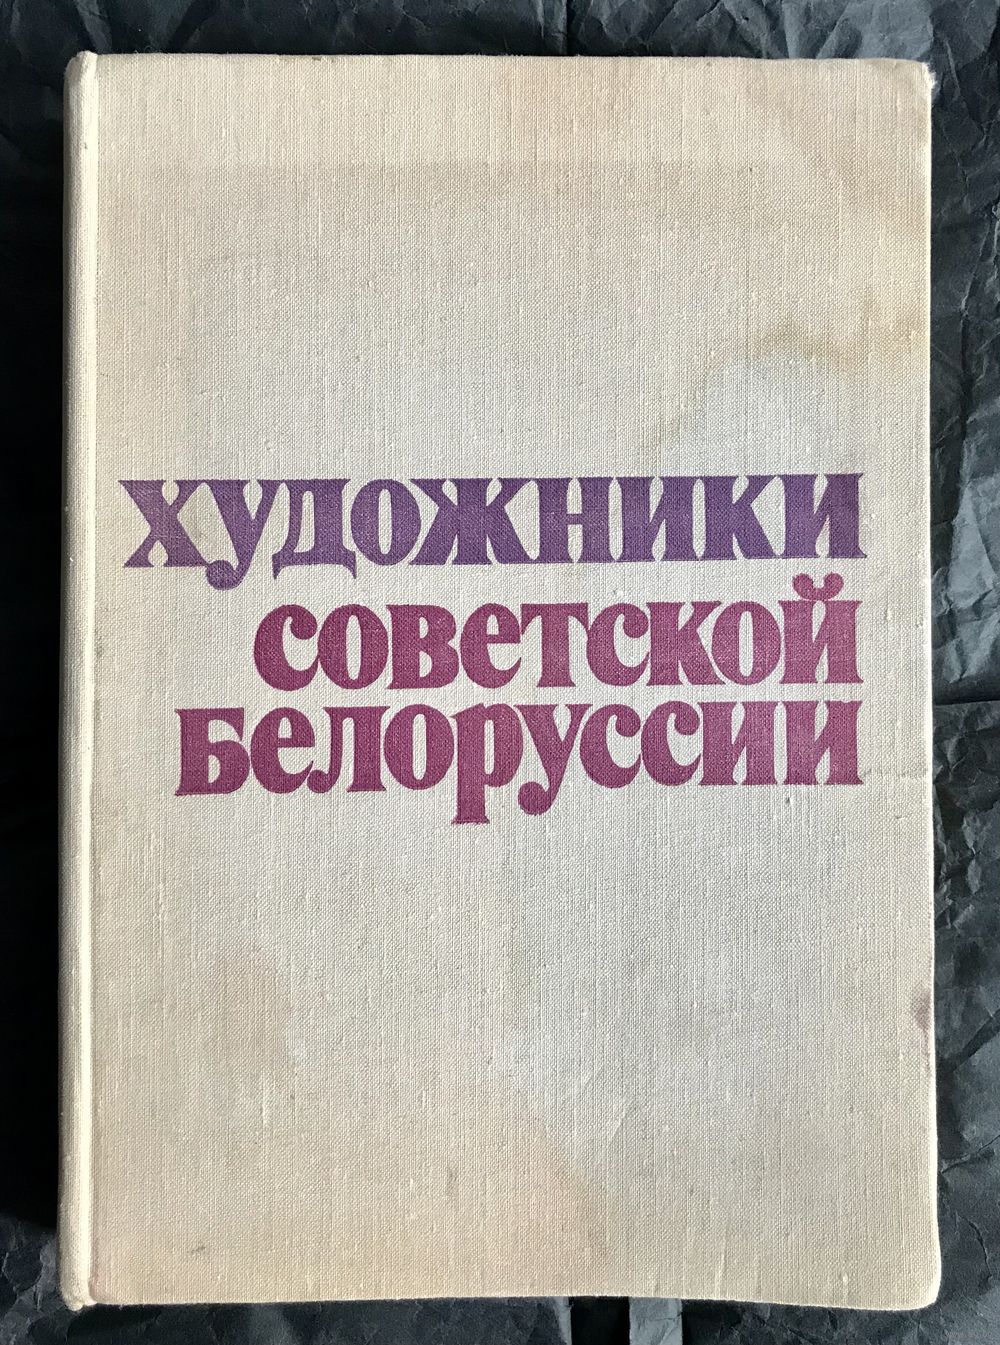 художники
советской
Белоруссии